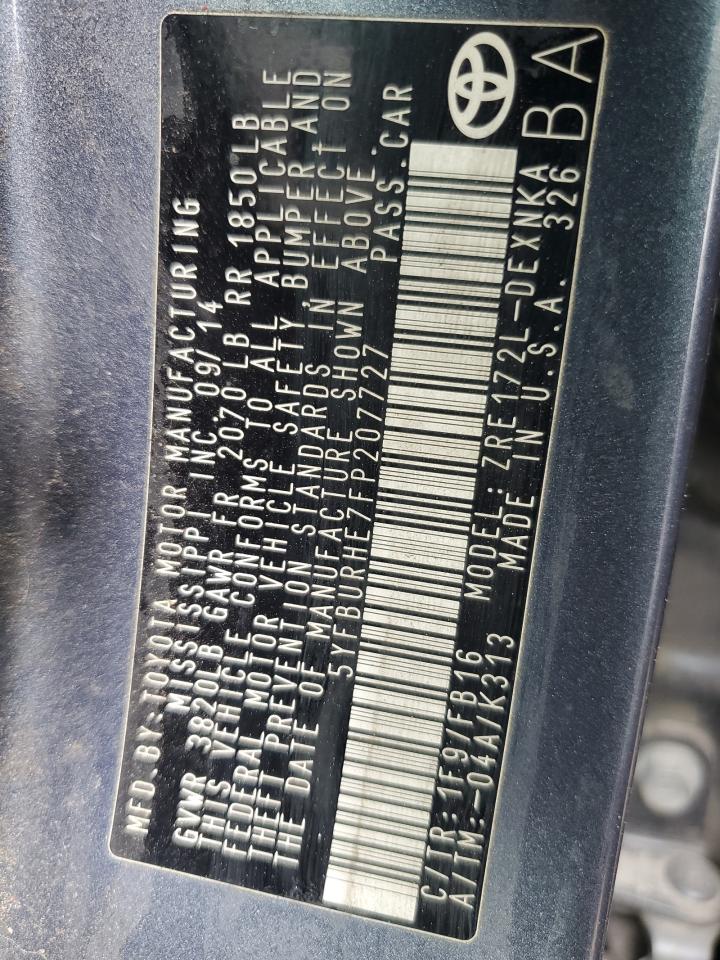 MFD.BY:TOYOTA MOTOR MANUFACTURING
MISSISSIPPI INC.09/14
GVWR 3820LB GAWR FR 2070 LB RR 1850LB
THIS VEHICLE CONFORMS TO ALL APPLICABLE
FEDERAL MOTOR VEHICLE SAFETY, BUMPER AND
THEFT PREVENTION STANDARDS IN EFFECT ON
THE DATE OF MANUFACTURE SHOWN ABOVE.
5YFBURHE7FP207727 PASS.CAR
C/TR:1F9/FB16 MODEL:ZRE172L-DEXNKA
A/TM:-04A/K313 MADE IN U.S.A. 326
BA